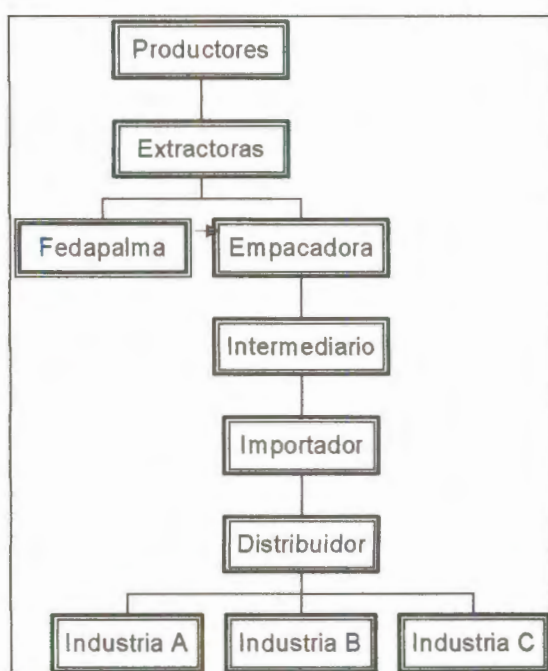 Productores
Extractoras
Fedapalma
Empacadora
Intermediario
Importador
Distribuidor
Industria A
Industria B
Industria C